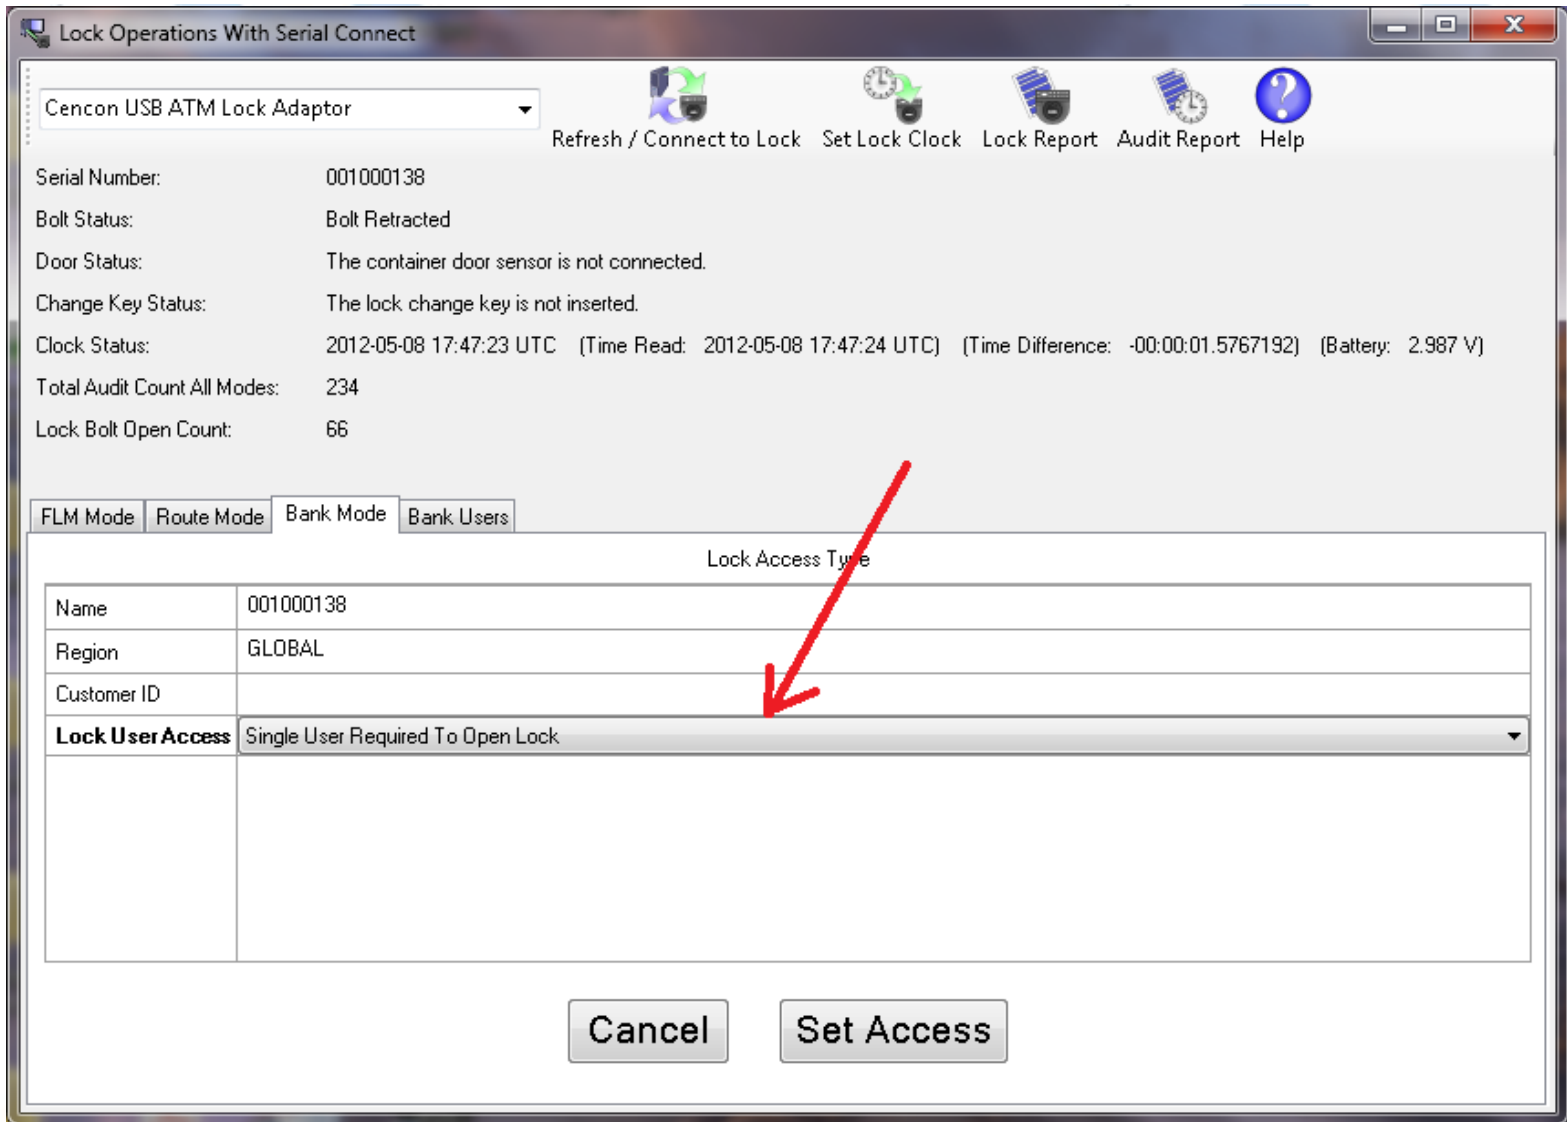 Lock Operations With Serial Connect
Cencon USB ATM Lock Adaptor
Refresh / Connect to Lock Set Lock Clock Lock Report Audit Report Help
Serial Number: 001000138
Bolt Status: Bolt Retracted
Door Status: The container door sensor is not connected.
Change Key Status: The lock change key is not inserted.
Clock Status: 2012-05-08 17:47:23 UTC (Time Read: 2012-05-08 17:47:24 UTC) (Time Difference: -00:00:01.5767192) (Battery: 2.987 V)
Total Audit Count All Modes: 234
Lock Bolt Open Count: 66
FLM Mode Route Mode Bank Mode Bank Users
Lock Access Type
Name 001000138
Region GLOBAL
Customer ID
Lock User Access Single User Required To Open Lock
Cancel Set Access